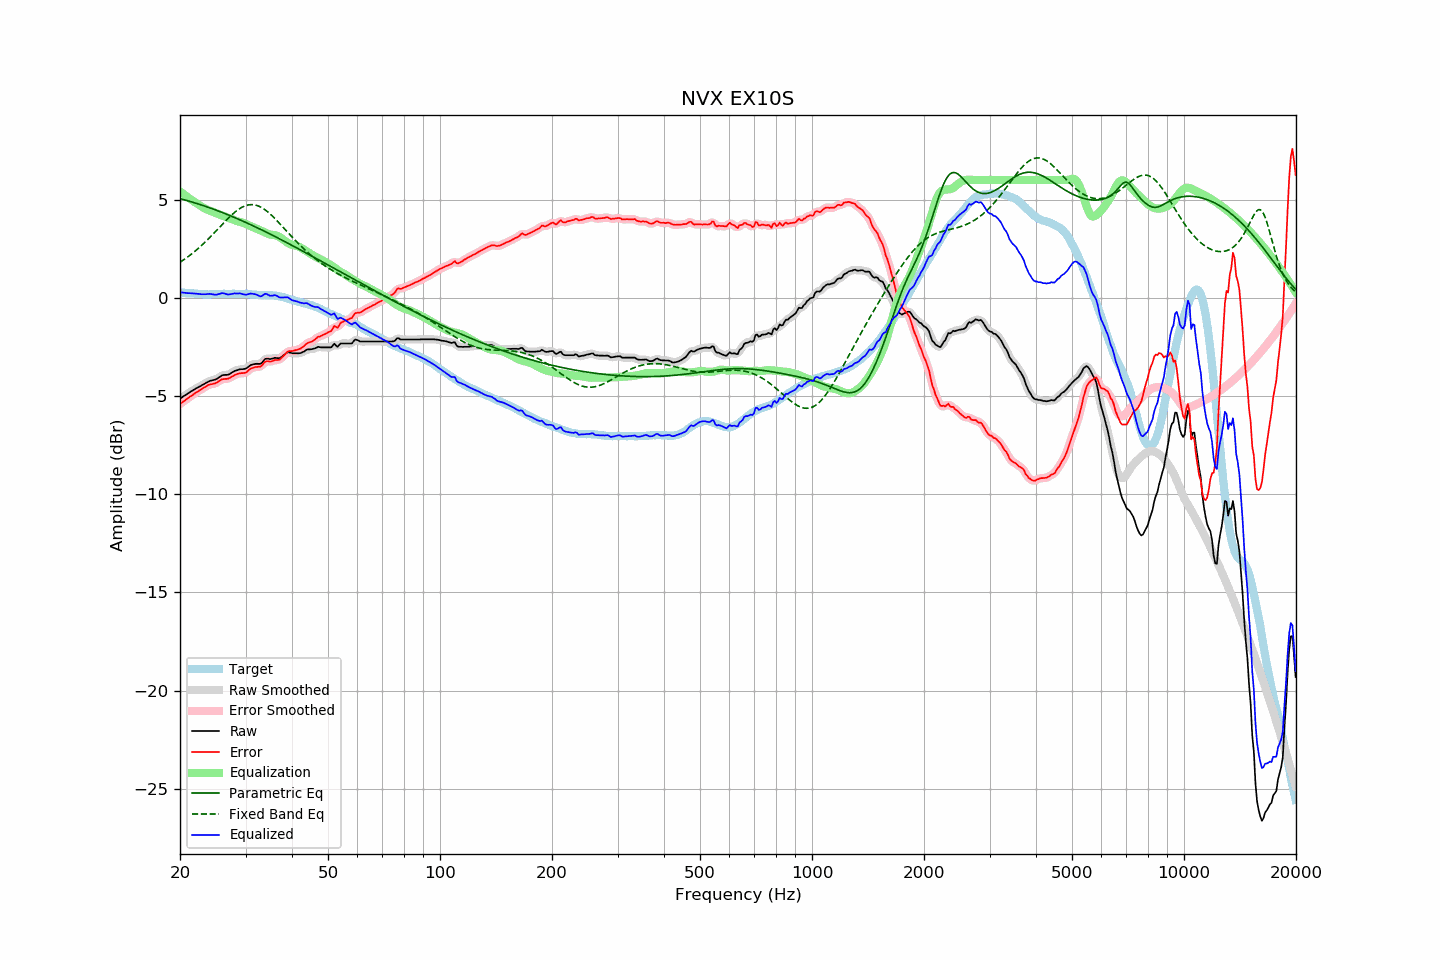 NVX EX10S
5
0
−5
−10
−15
−20
−25
Amplitude (dBr)
Target
Raw Smoothed
Error Smoothed
Raw
Error
Equalization
Parametric Eq
Fixed Band Eq
Equalized
20 50 100 200 500 1000 2000 5000 10000 20000
Frequency (Hz)